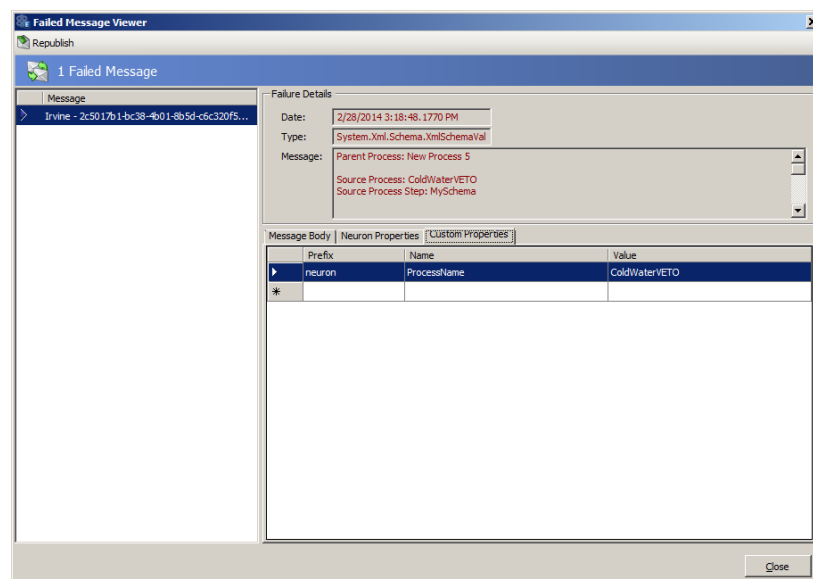 Failed Message Viewer
Republish
1 Failed Message
Message
Irvine - 2c5017b1-bc38-4b01-8b5d-c6c320f5...
Failure Details
Date: 2/28/2014 3:18:48.1770 PM
Type: System.Xml.Schema.XmlSchemaVal
Message: Parent Process: New Process 5
Source Process: ColdWaterVETO
Source Process Step: MySchema
Message Body Neuron Properties Custom Properties
Prefix Name Value
neuron ProcessName ColdWaterVETO
Close